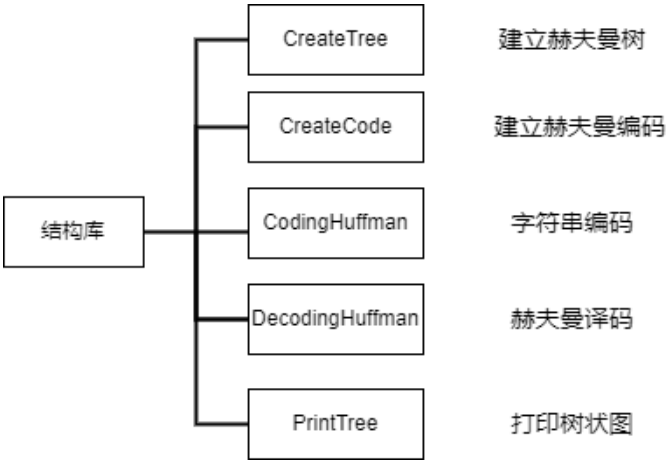 CreateTree 建立赫夫曼树
CreateCode 建立赫夫曼编码
结构库
CodingHuffman 字符串编码
DecodingHuffman 赫夫曼译码
PrintTree 打印树状图